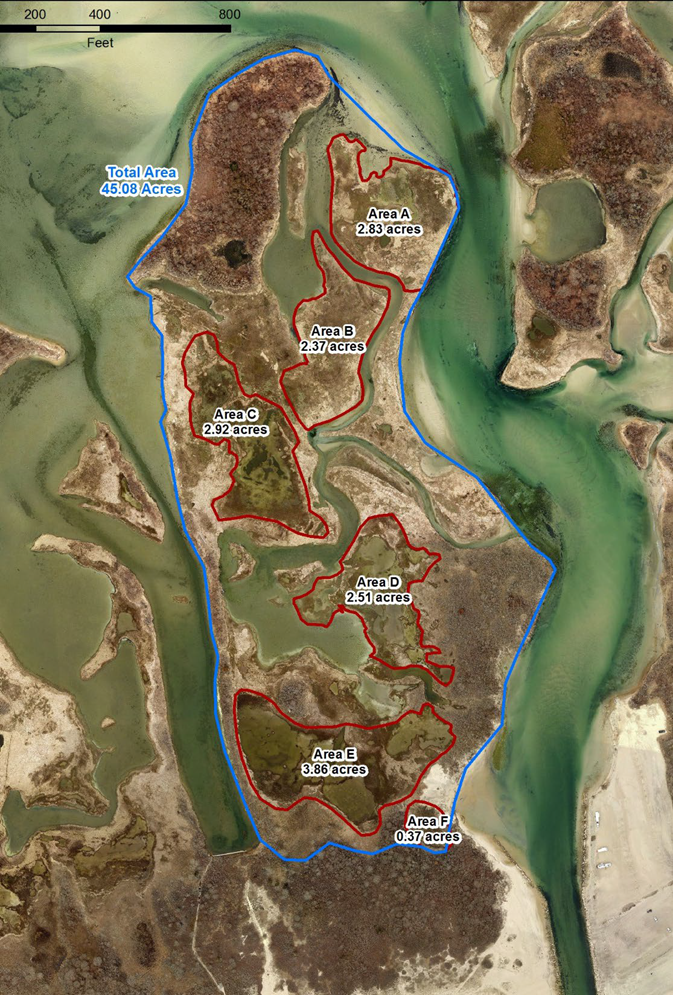 200 400 800
Feet
Total Area
45.08 Acres
Area A
2.83 acres
Area B
2.37 acres
Area C
2.92 acres
Area D
2.51 acres
Area E
3.86 acres
Area F
0.37 acres